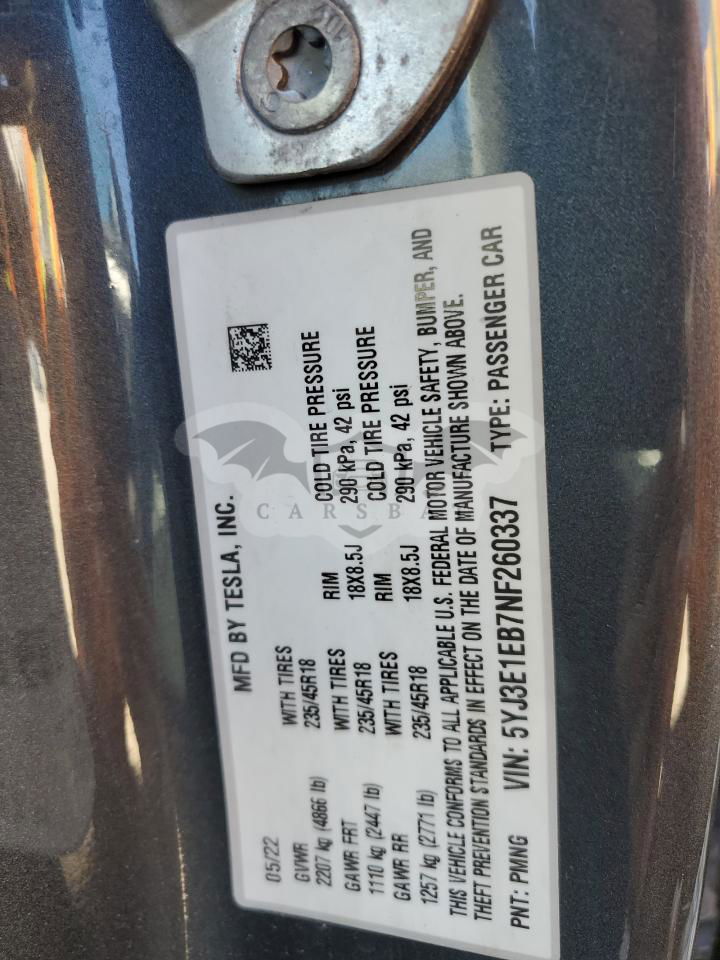 MFD BY TESLA, INC.
05/22
GVWR WITH TIRES RIM COLD TIRE PRESSURE
2207 kg (4866 lb) 235/45R18 18X8.5J 290 kPa, 42 psi
GAWR FRT WITH TIRES RIM COLD TIRE PRESSURE
1110 kg (2447 lb) 235/45R18 18X8.5J 290 kPa, 42 psi
GAWR RR WITH TIRES
1257 kg (2771 lb) 235/45R18
THIS VEHICLE CONFORMS TO ALL APPLICABLE U.S. FEDERAL MOTOR VEHICLE SAFETY, BUMPER, AND
THEFT PREVENTION STANDARDS IN EFFECT ON THE DATE OF MANUFACTURE SHOWN ABOVE.
PNT: PMNG VIN: 5YJ3E1EB7NF260337 TYPE: PASSENGER CAR
CARSBA